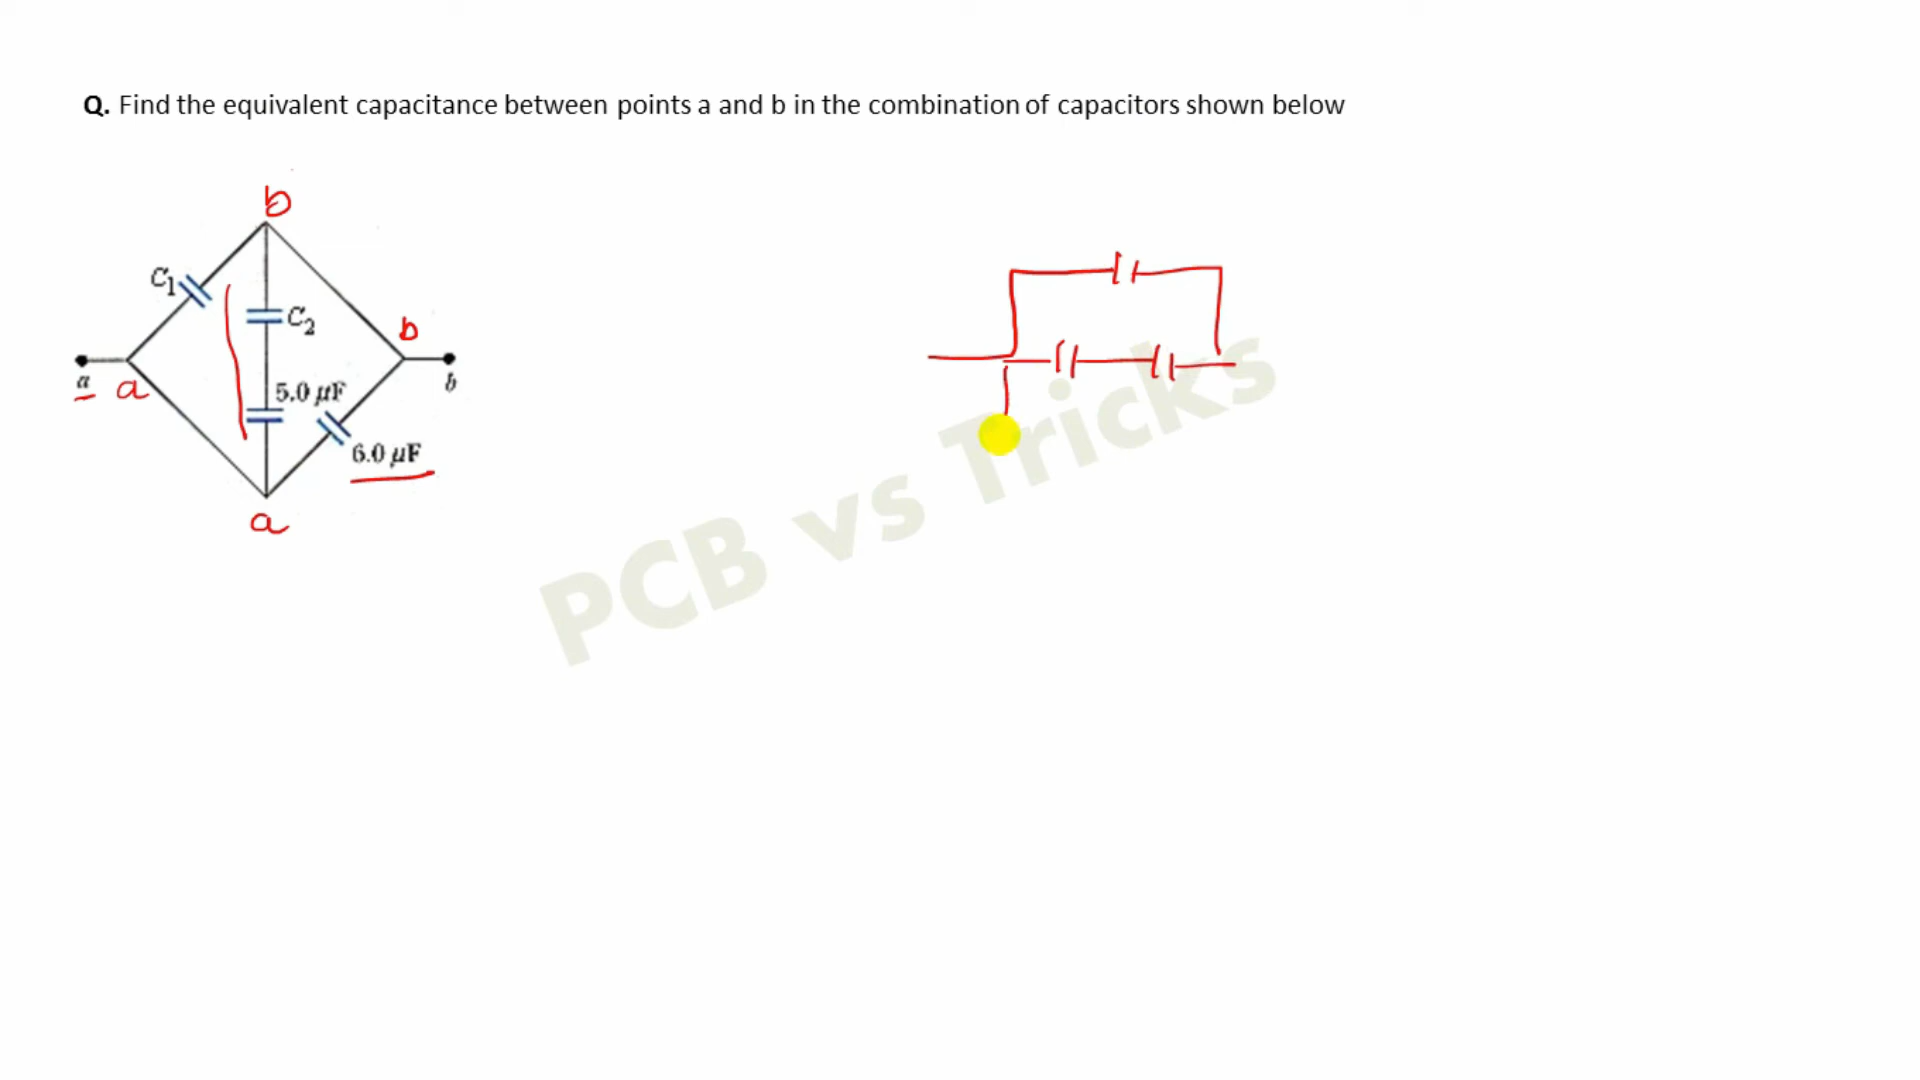 Q. Find the equivalent capacitance between points a and b in the combination of capacitors shown below
b
C1
C2
b
a
a
b
5.0 μF
6.0 μF
a
PCB vs Tricks